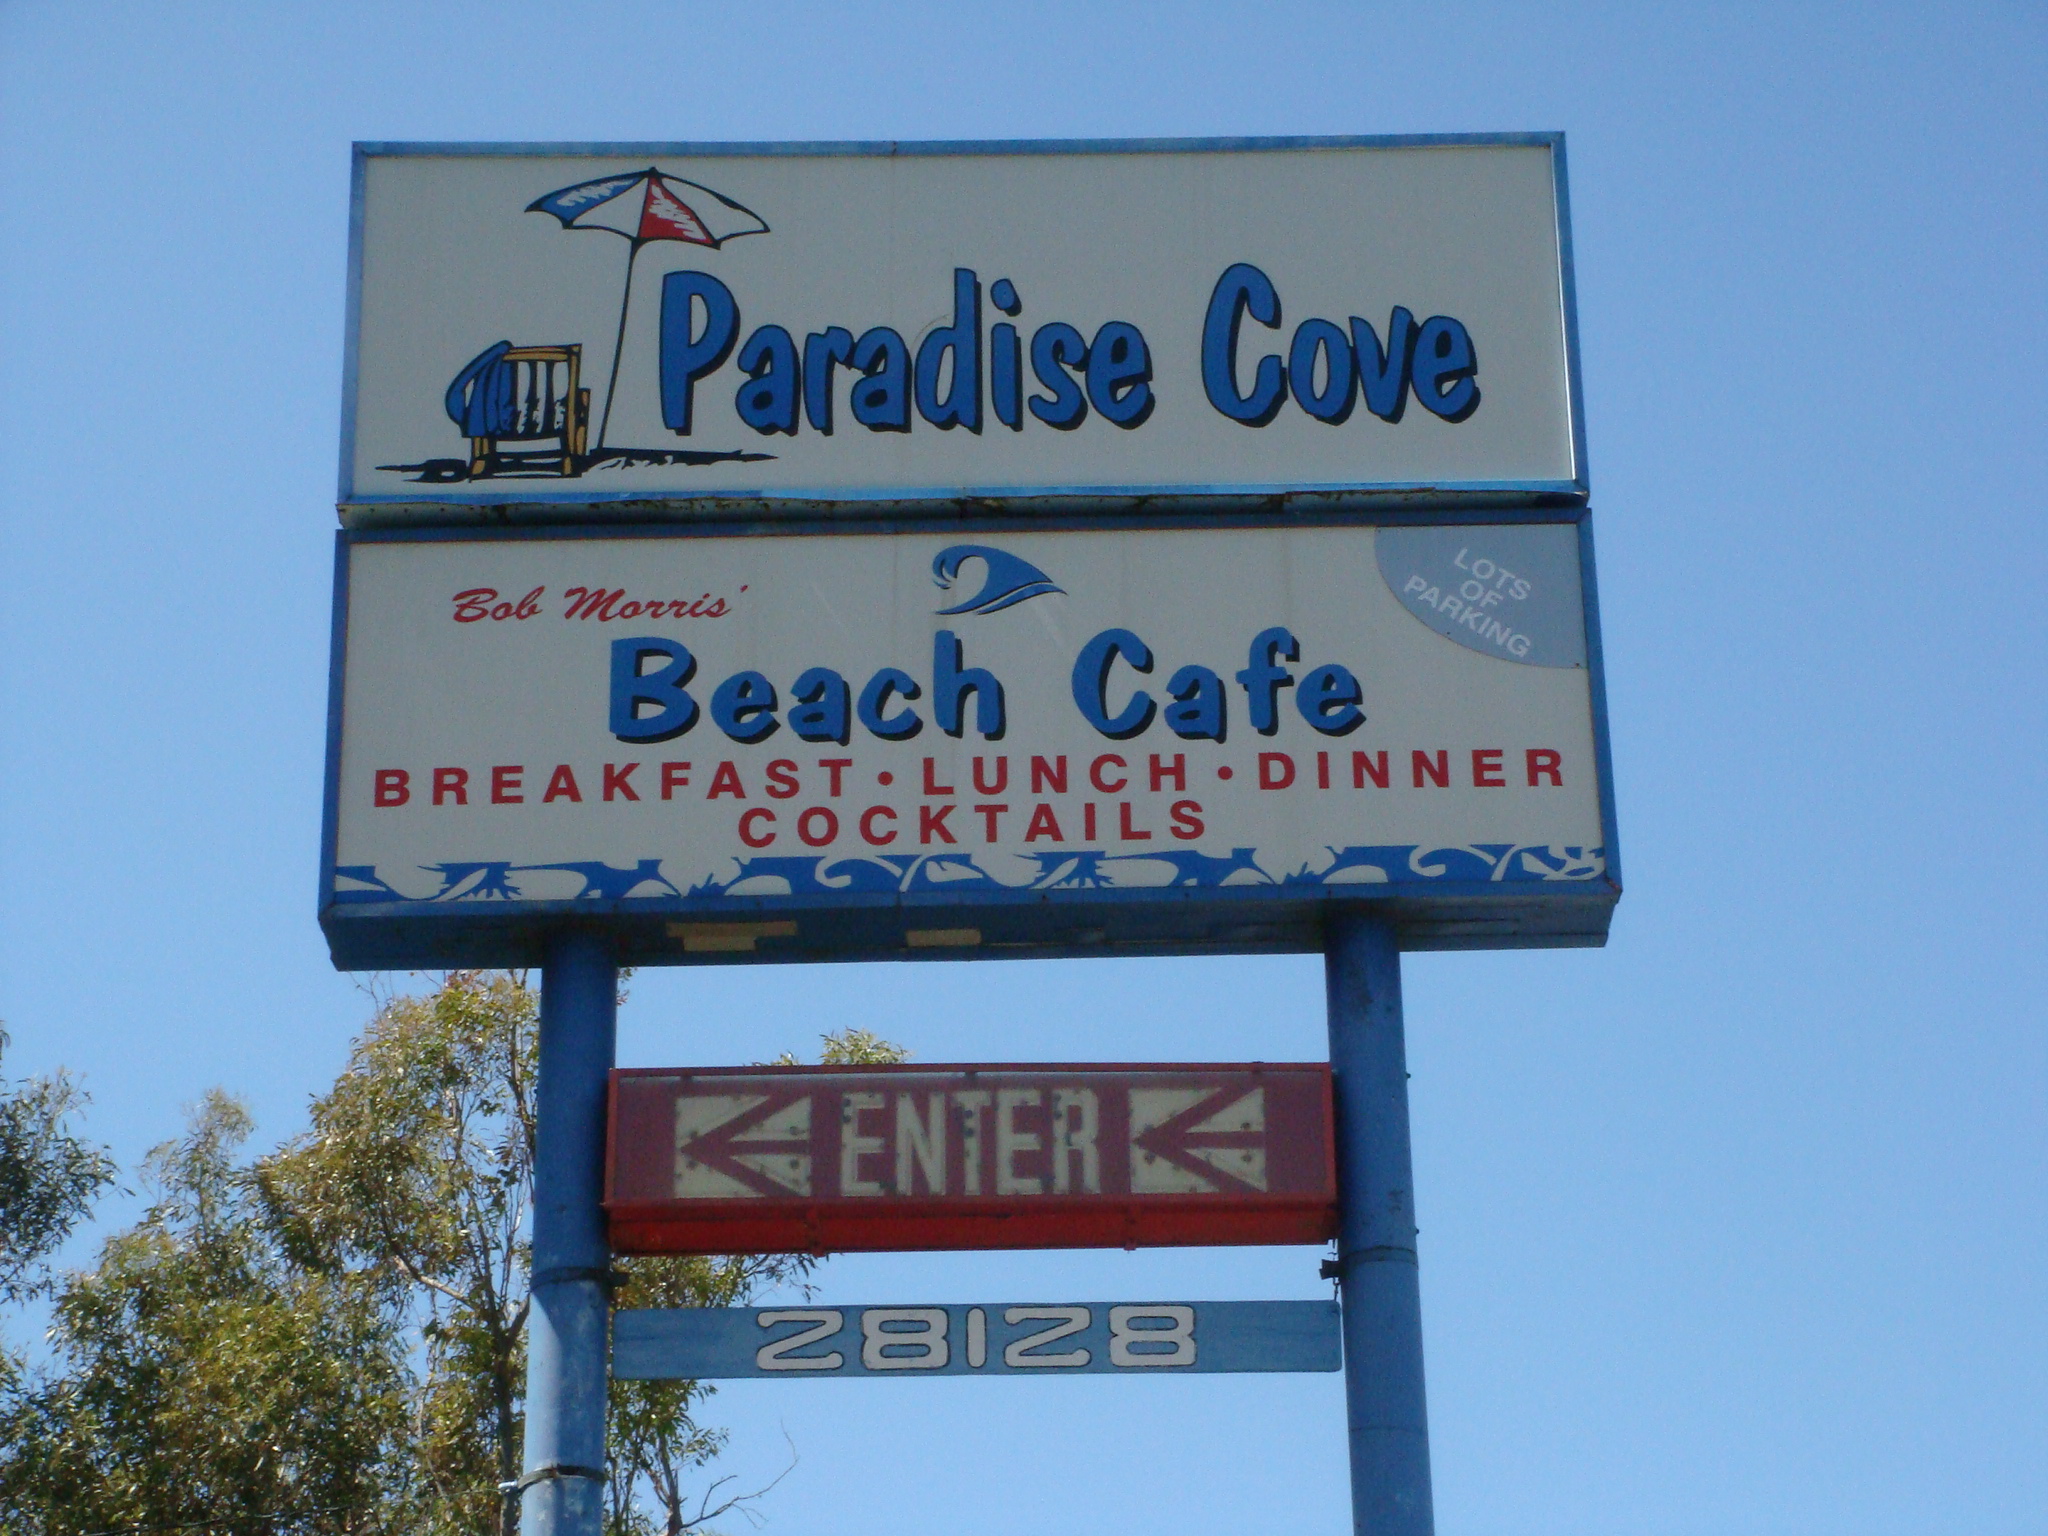 Paradise Cove
Bob Morris'
LOTS
OF
PARKING
Beach Cafe
BREAKFAST • LUNCH • DINNER
COCKTAILS
ENTER
28128